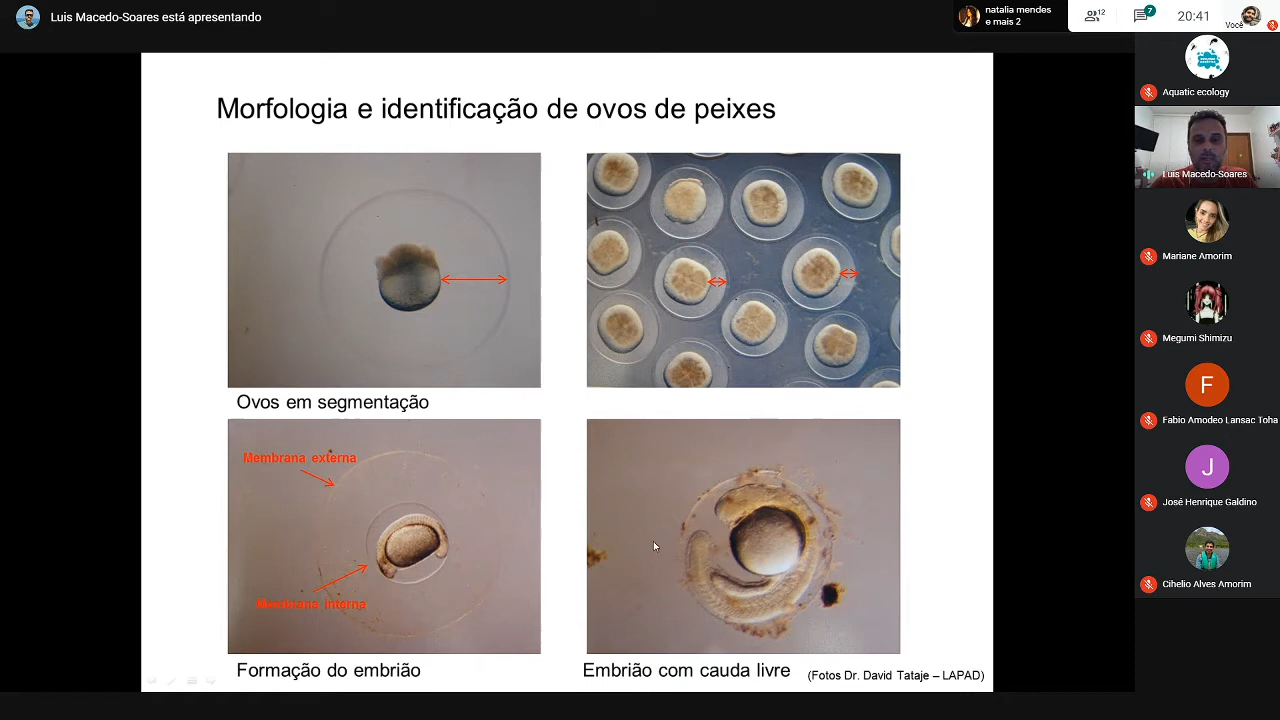 Luis Macedo-Soares está apresentando
natalia mendes
e mais 2
12
7
20:41
Você
Aquatic ecology
Luis Macedo-Soares
Mariane Amorim
Megumi Shimizu
F
Fabio Amodeo Lansac Toha
J
José Henrique Galdino
Cihelio Alves Amorim
Morfologia e identificação de ovos de peixes
Ovos em segmentação
Membrana externa
Membrana interna
Formação do embrião
Embrião com cauda livre
(Fotos Dr. David Tataje – LAPAD)